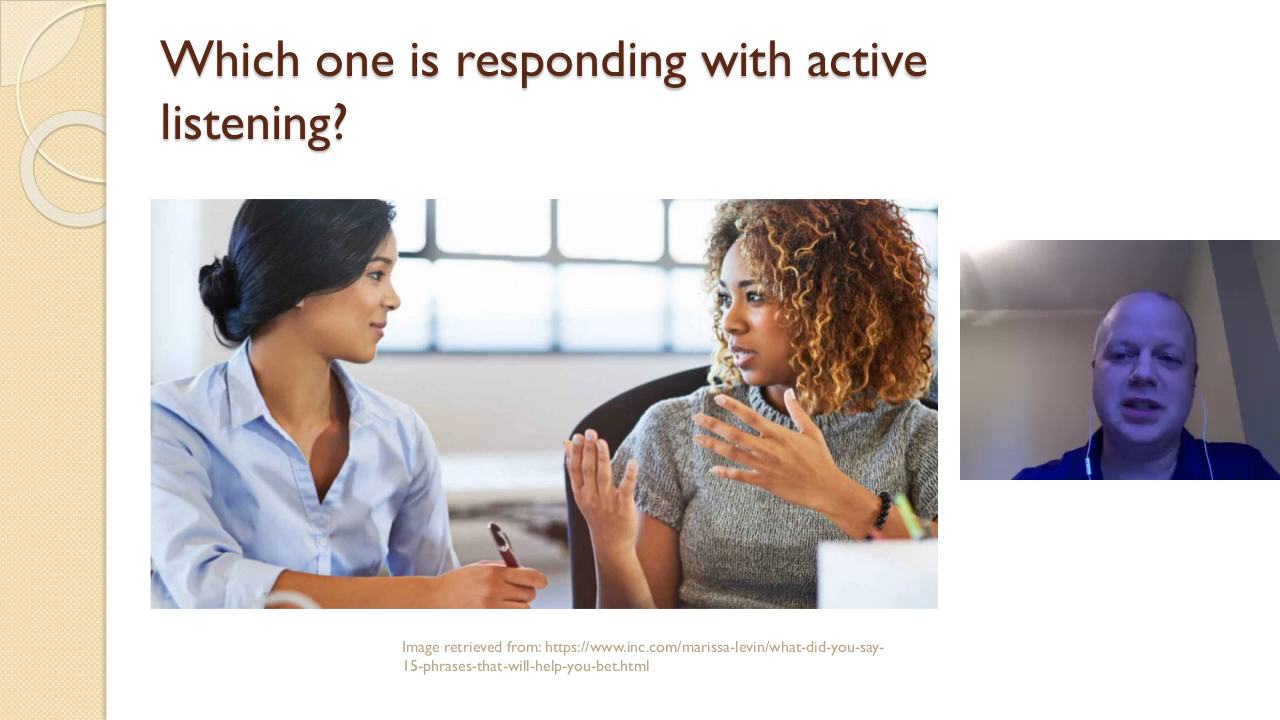 Which one is responding with active
listening?
Image retrieved from: https://www.inc.com/marissa-levin/what-did-you-say-
15-phrases-that-will-help-you-bet.html